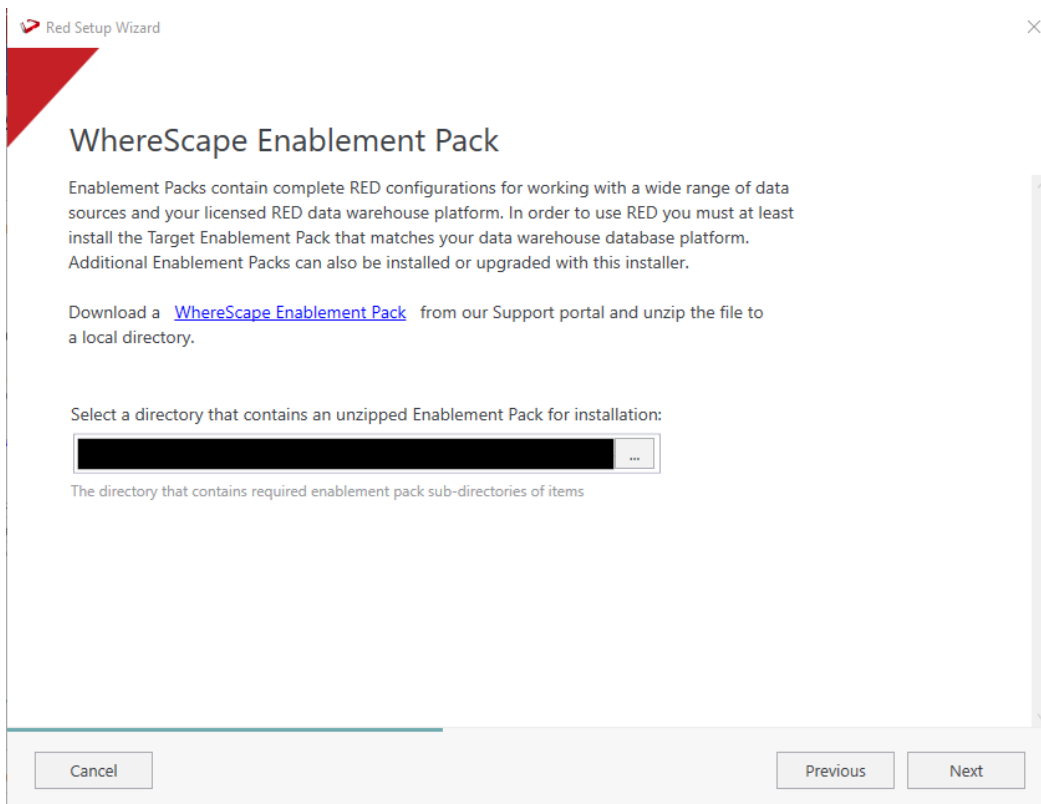 Red Setup Wizard
WhereScape Enablement Pack
Enablement Packs contain complete RED configurations for working with a wide range of data
sources and your licensed RED data warehouse platform. In order to use RED you must at least
install the Target Enablement Pack that matches your data warehouse database platform.
Additional Enablement Packs can also be installed or upgraded with this installer.
Download a WhereScape Enablement Pack from our Support portal and unzip the file to
a local directory.
Select a directory that contains an unzipped Enablement Pack for installation:
...
The directory that contains required enablement pack sub-directories of items
Cancel Previous Next